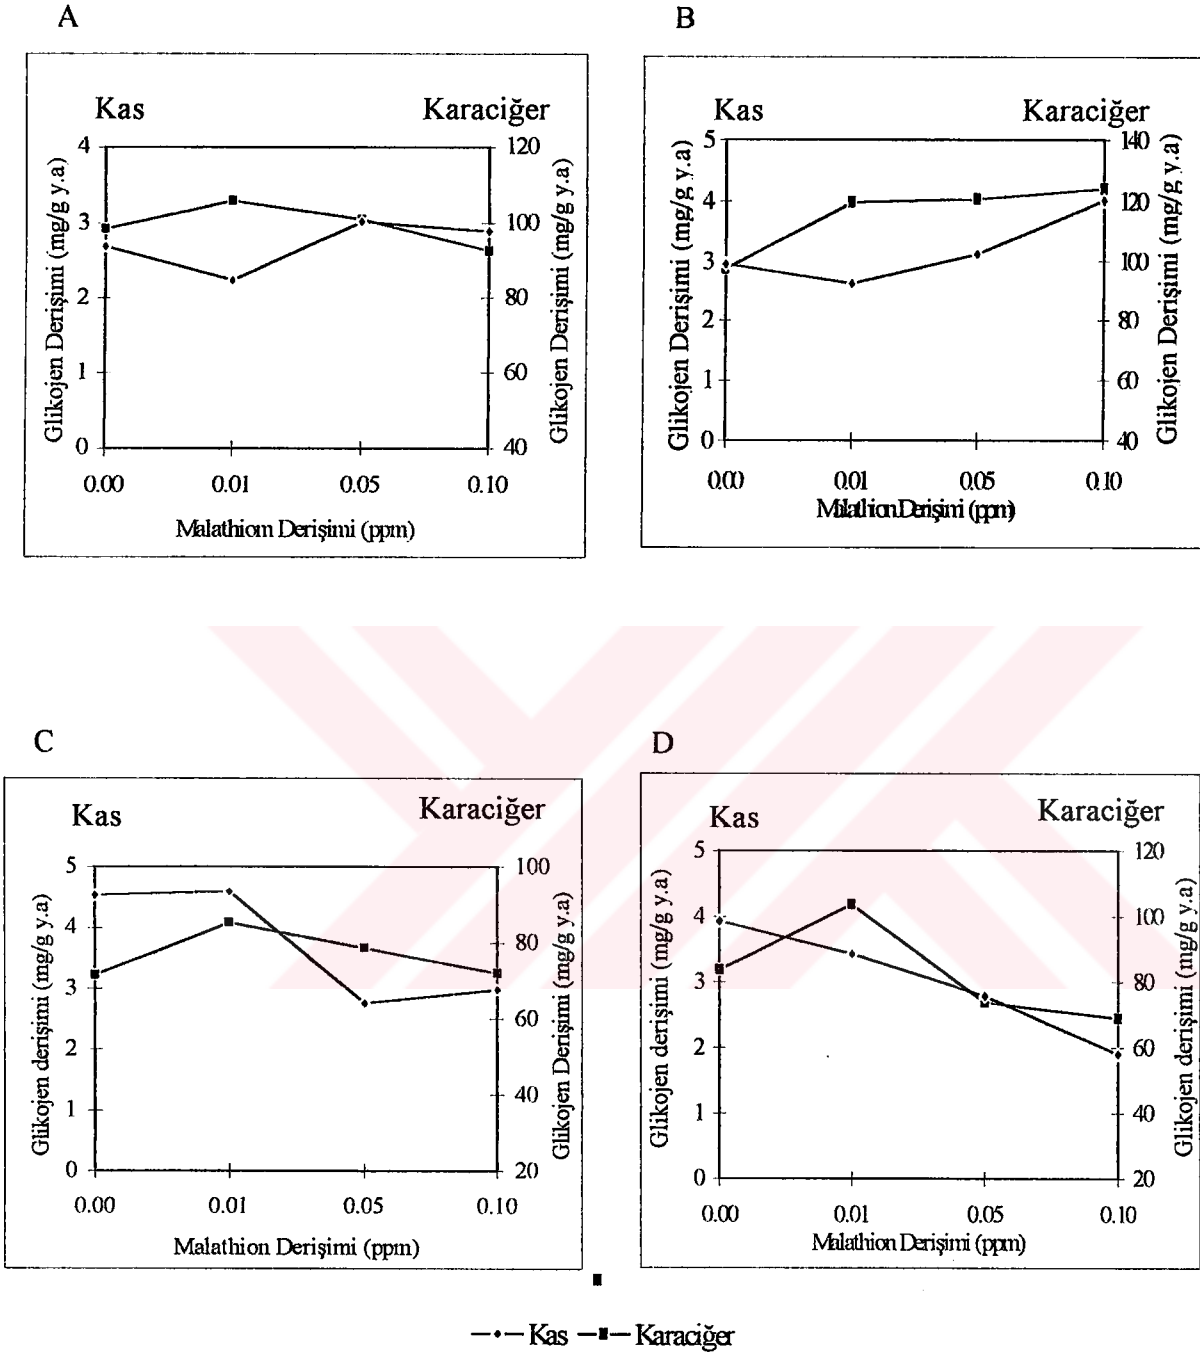 A
Kas Karaciğer
Glikojen Derişimi (mg/g y.a)
4
3
2
1
0
120
100
80
60
40
Glikojen Derişimi (mg/g y.a)
0.00 0.01 0.05 0.10
Malathiom Derişimi (ppm)
B
Kas Karaciğer
Glikojen Derişimi (mg/g y.a)
5
4
3
2
1
0
140
120
100
80
60
40
Glikojen Derişimi (mg/g y.a)
0.00 0.01 0.05 0.10
Malathion Derişimi (ppm)
C
Kas Karaciğer
Glikojen derişimi (mg/g y.a)
5
4
3
2
1
0
100
80
60
40
20
Glikojen Derişimi (mg/g y.a)
0.00 0.01 0.05 0.10
Malathion Derişimi (ppm)
D
Kas Karaciğer
Glikojen derişimi (mg/g y.a)
5
4
3
2
1
0
120
100
80
60
40
20
Glikojen derişimi (mg/g y.a)
0.00 0.01 0.05 0.10
Malathion Derişimi (ppm)
Kas Karaciğer